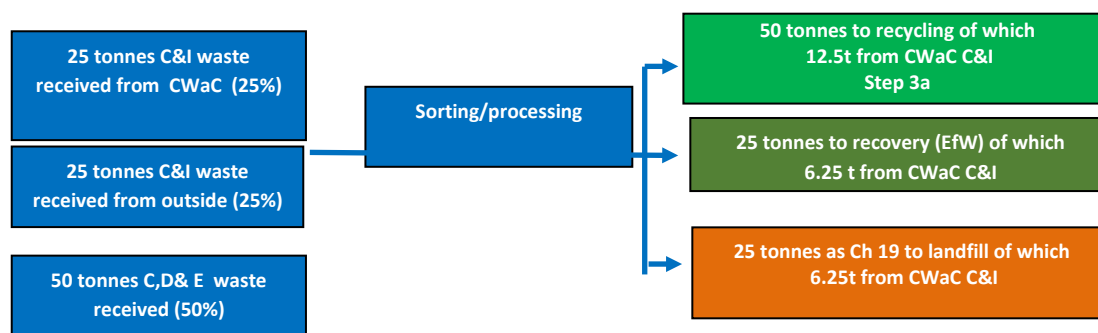 25 tonnes C&I waste
received from CWaC (25%)
25 tonnes C&I waste
received from outside (25%)
50 tonnes C,D& E waste
received (50%)
Sorting/processing
50 tonnes to recycling of which
12.5t from CWaC C&I
Step 3a
25 tonnes to recovery (EfW) of which
6.25 t from CWaC C&I
25 tonnes as Ch 19 to landfill of which
6.25t from CWaC C&I